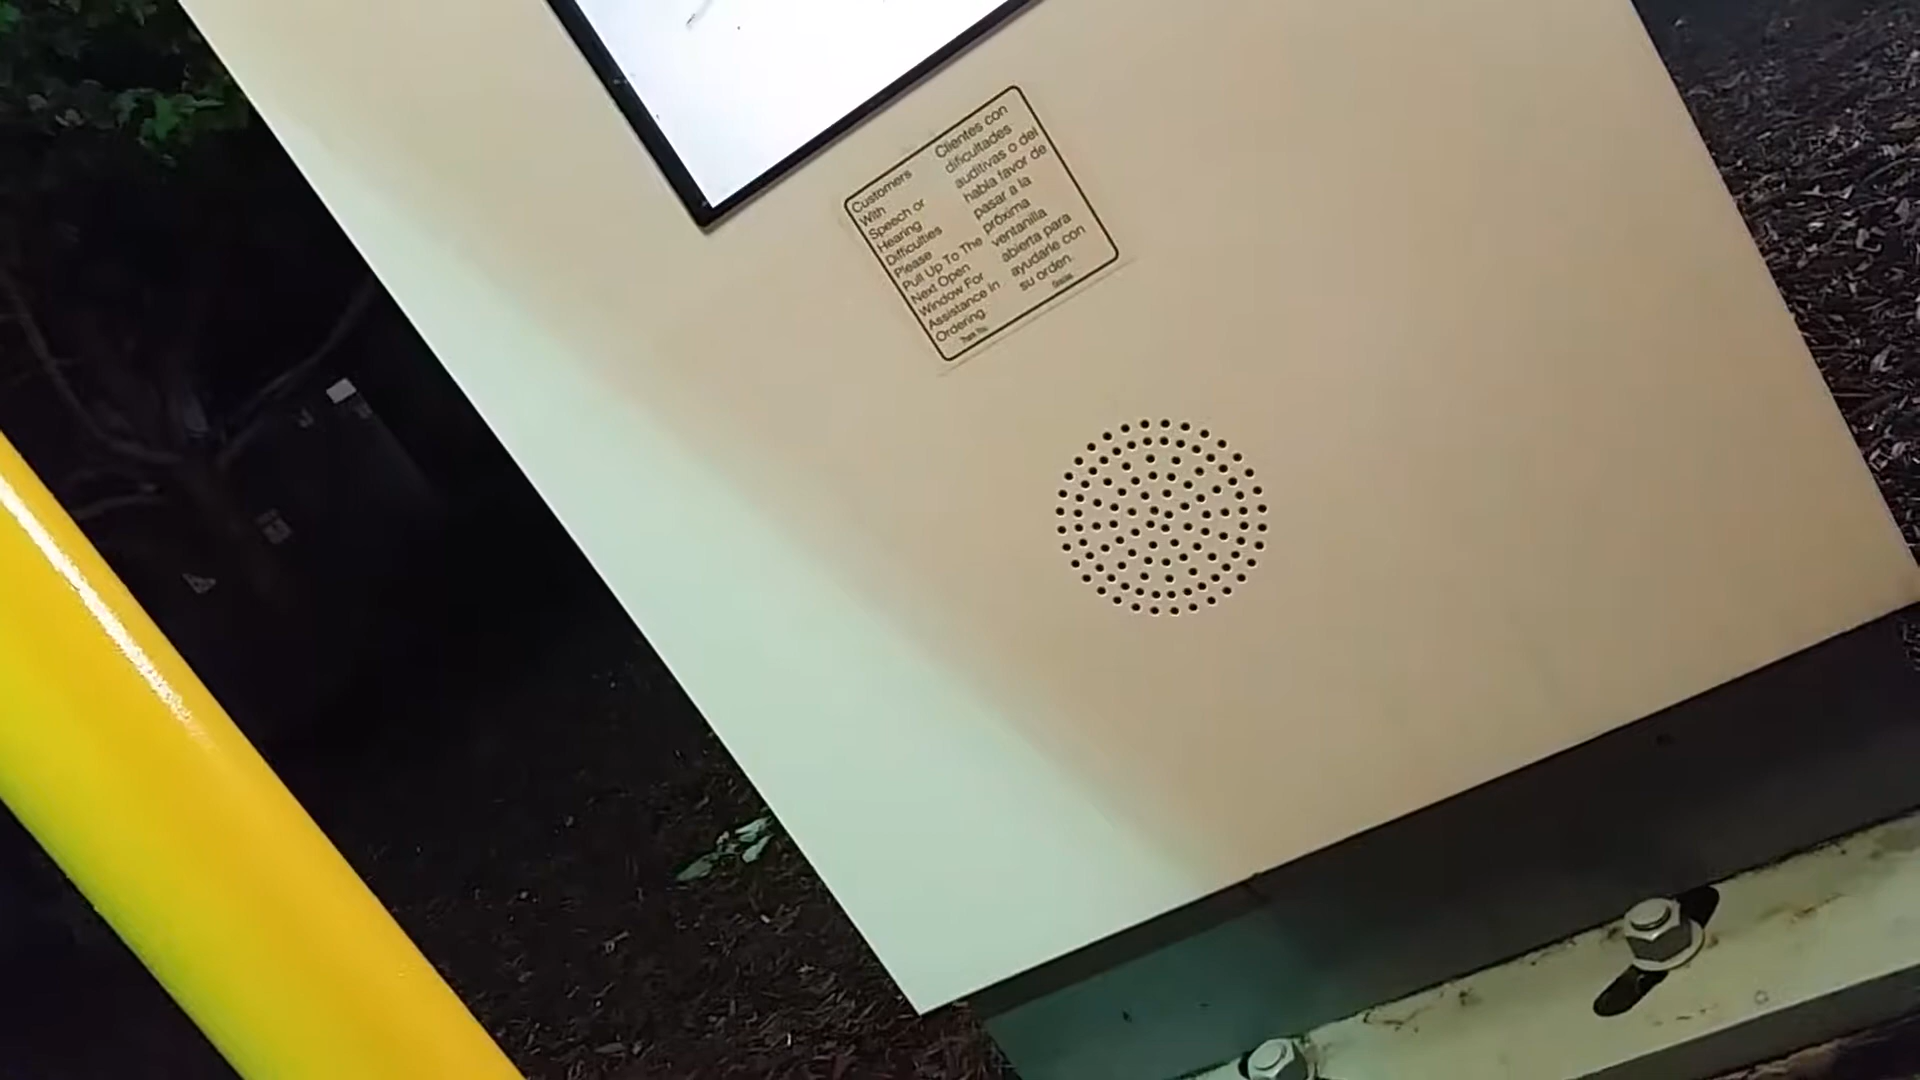 Customers
With
Speech or
Hearing
Difficulties
Please
Pull Up To The
Next Open
Window For
Assistance in
Ordering.
Thank You
Clientes con
dificultades
auditivas o del
habla favor de
pasar a la
próxima
ventanilla
abierta para
ayudarle con
su orden.
Gracias